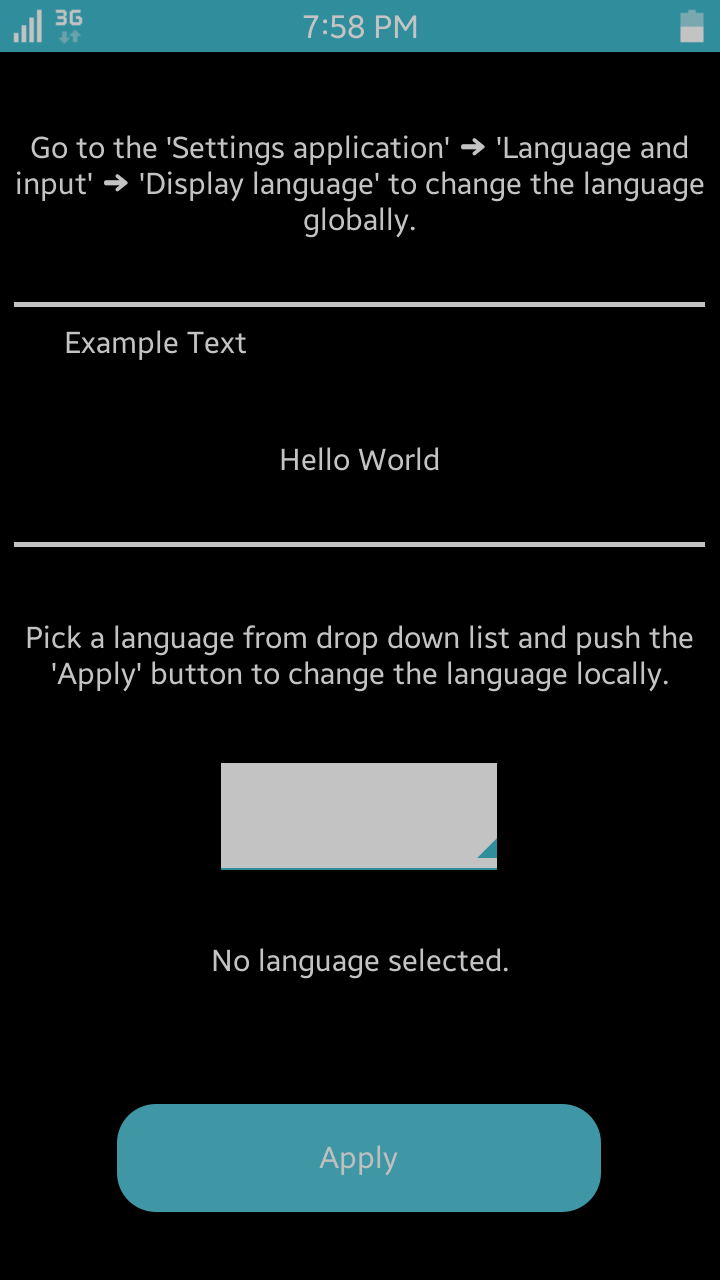 3G 7:58 PM
Go to the 'Settings application' ➔ 'Language and
input' ➔ 'Display language' to change the language
globally.
Example Text
Hello World
Pick a language from drop down list and push the
'Apply' button to change the language locally.
No language selected.
Apply